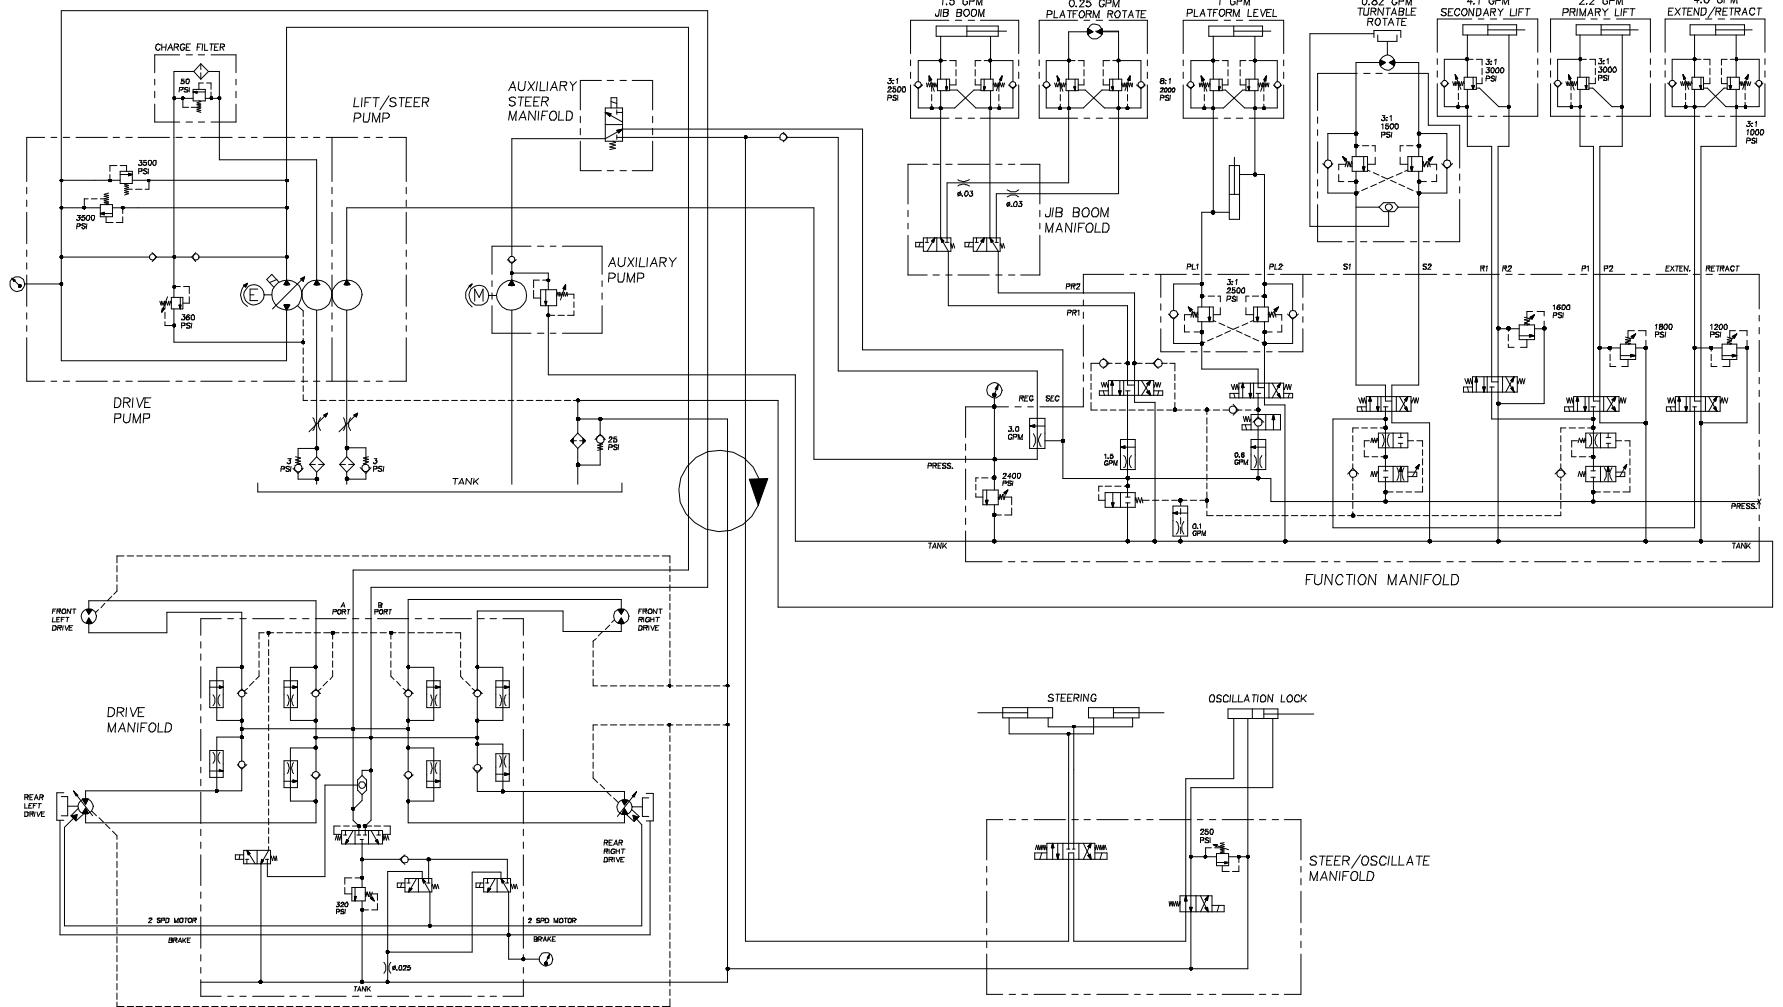 1.5 GPM
JIB BOOM
0.25 GPM
PLATFORM ROTATE
1 GPM
PLATFORM LEVEL
0.82 GPM
TURNTABLE
ROTATE
4.1 GPM
SECONDARY LIFT
2.2 GPM
PRIMARY LIFT
4.0 GPM
EXTEND/RETRACT
CHARGE FILTER
50
PSI
LIFT/STEER
PUMP
AUXILIARY
STEER
MANIFOLD
3:1
2500
PSI
8:1
2000
PSI
3:1
1500
PSI
3:1
3000
PSI
3:1
3000
PSI
3:1
1000
PSI
3500
PSI
3500
PSI
ø.03
ø.03
JIB BOOM
MANIFOLD
AUXILIARY
PUMP
E
M
360
PSI
PL1
PL2
S1
S2
R1
R2
P1
P2
EXTEN.
RETRACT
PR2
PR1
3:1
2500
PSI
1600
PSI
1800
PSI
1200
PSI
DRIVE
PUMP
REG
SEC
3.0
GPM
1.5
GPM
0.6
GPM
3
PSI
3
PSI
25
PSI
TANK
PRESS.
2400
PSI
0.1
GPM
PRESS.
TANK
TANK
FUNCTION MANIFOLD
FRONT
LEFT
DRIVE
A
PORT
B
PORT
FRONT
RIGHT
DRIVE
DRIVE
MANIFOLD
STEERING
OSCILLATION LOCK
REAR
LEFT
DRIVE
REAR
RIGHT
DRIVE
250
PSI
STEER/OSCILLATE
MANIFOLD
320
PSI
2 SPD MOTOR
2 SPD MOTOR
BRAKE
BRAKE
ø.025
TANK